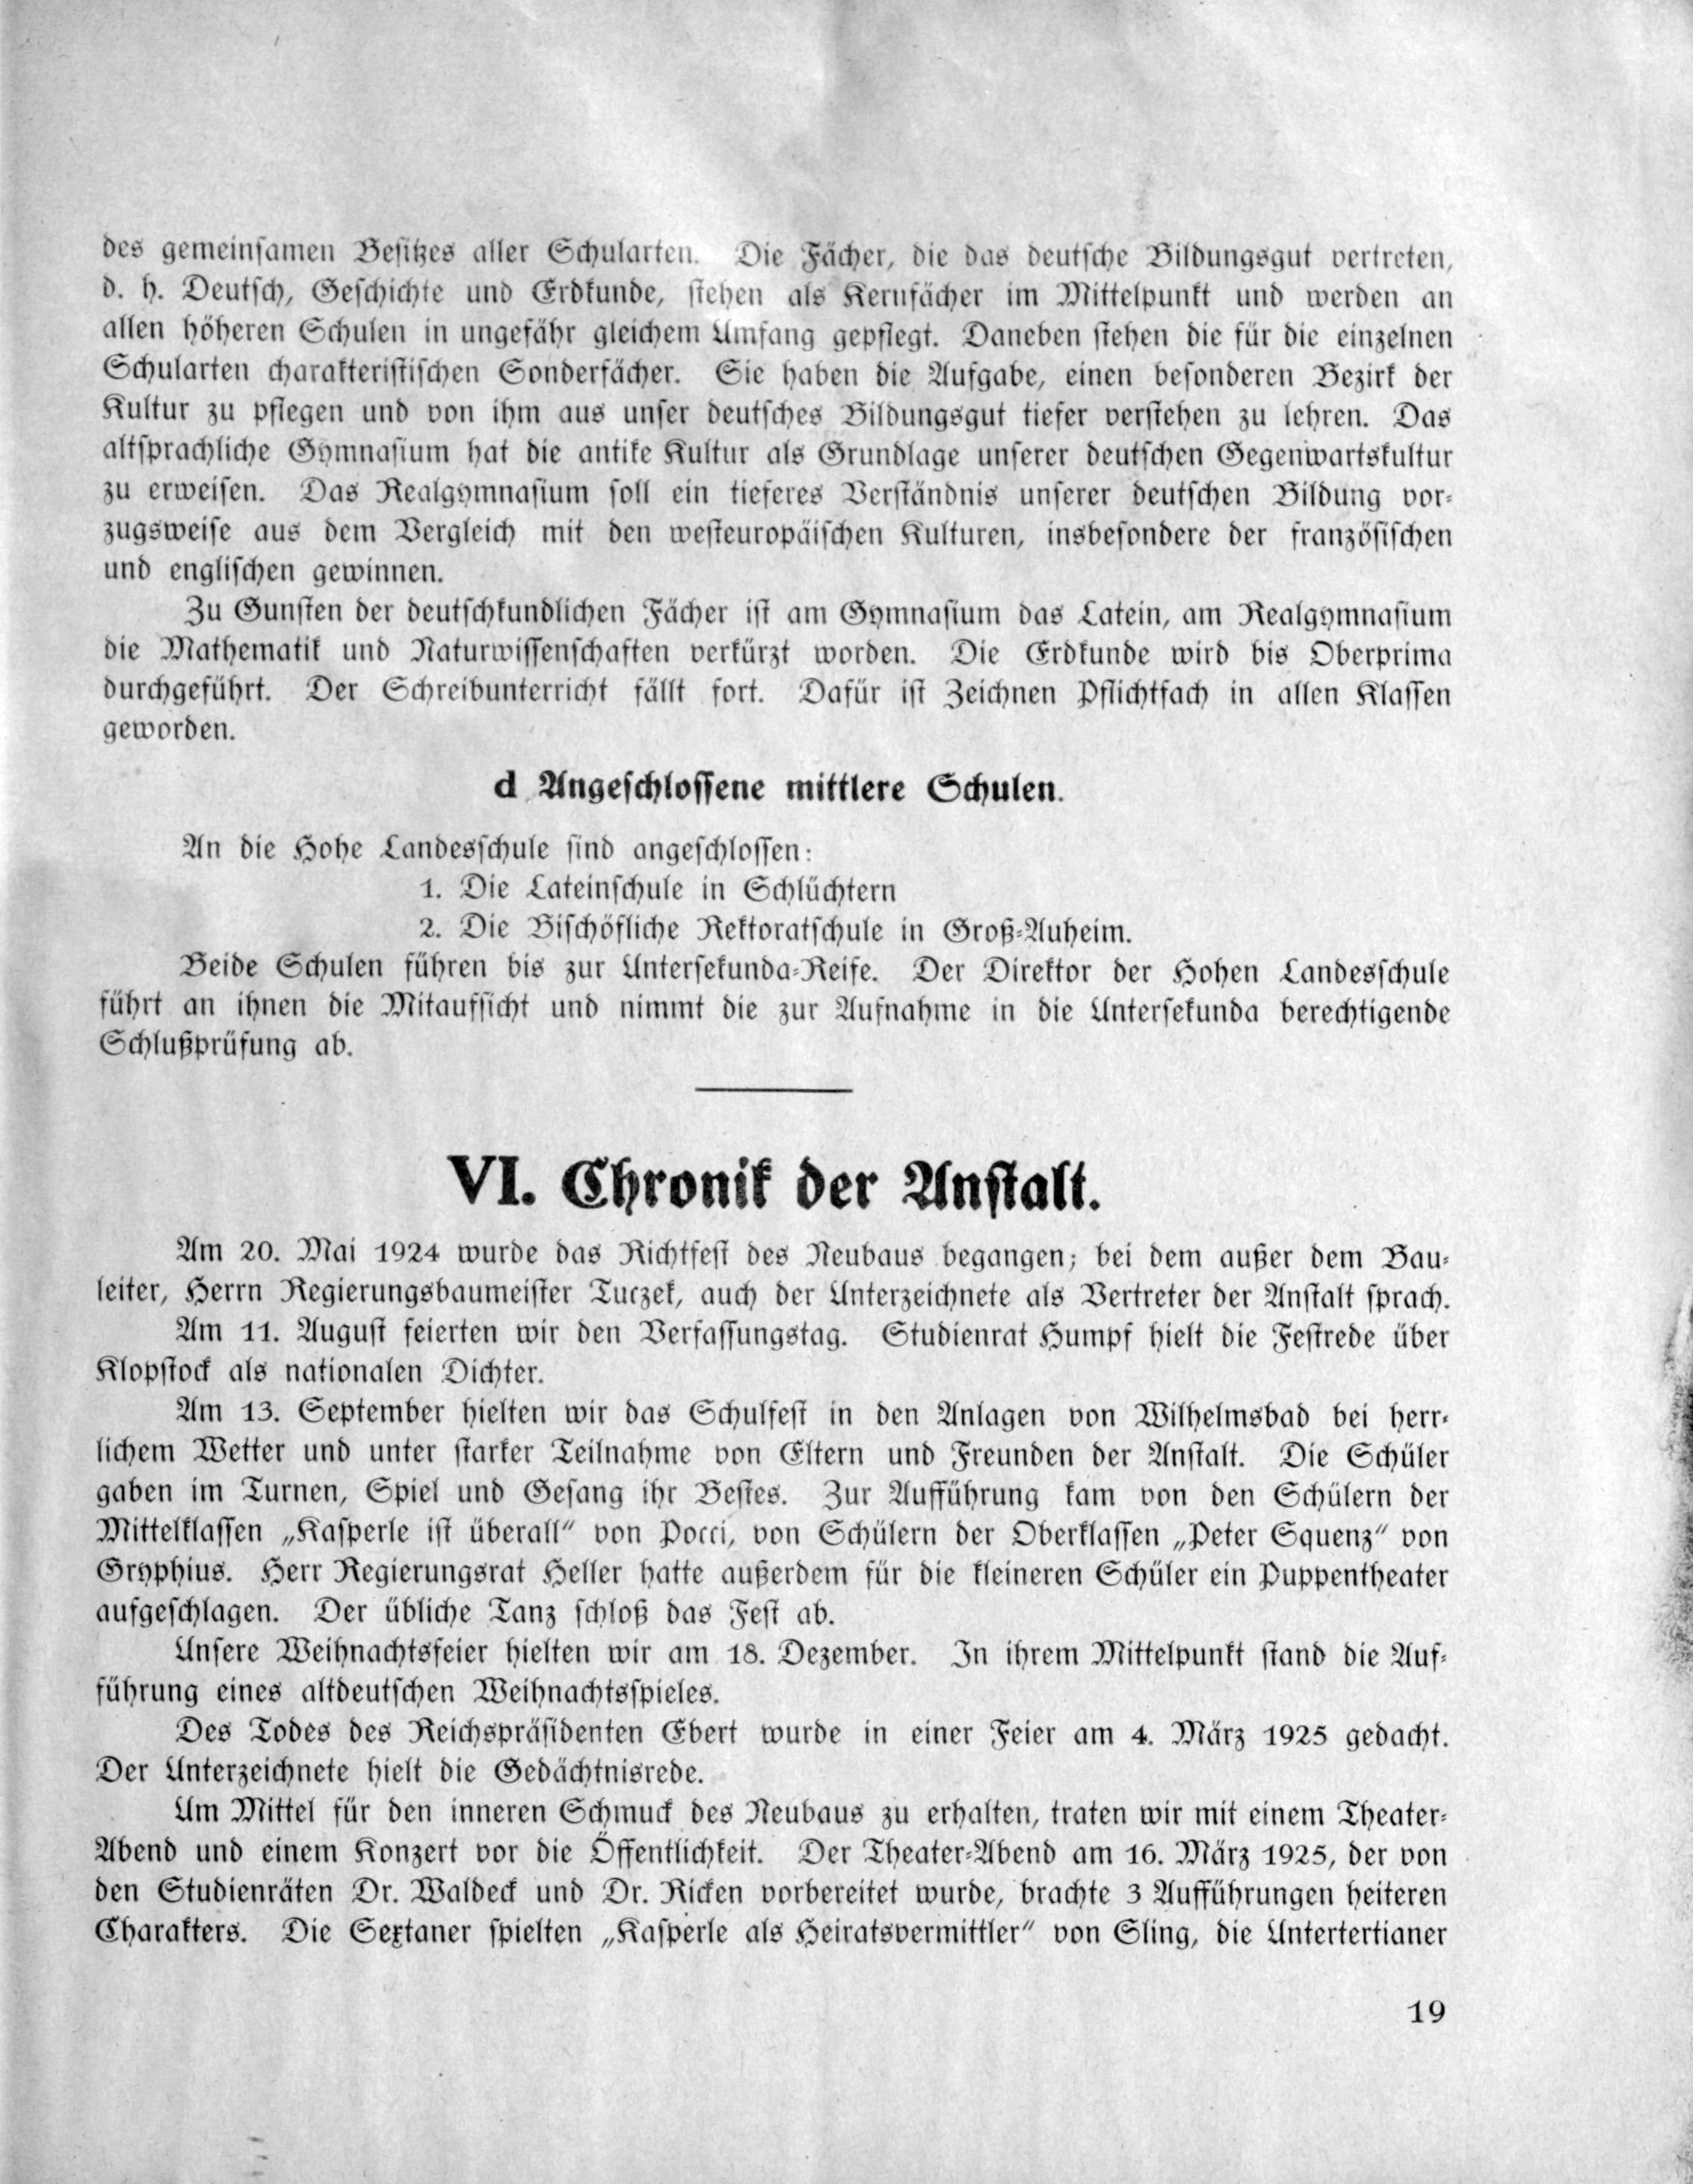 des gemeinsamen Besitzes aller Schularten. Die Fächer, die das deutsche Bildungsgut vertreten,
d. h. Deutsch, Geschichte und Erdkunde, stehen als Kernfächer im Mittelpunkt und werden an
allen höheren Schulen in ungefähr gleichem Umfang gepflegt. Daneben stehen die für die einzelnen
Schularten charakteristischen Sonderfächer. Sie haben die Aufgabe, einen besonderen Bezirk der
Kultur zu pflegen und von ihm aus unser deutsches Bildungsgut tiefer verstehen zu lehren. Das
altsprachliche Gymnasium hat die antike Kultur als Grundlage unserer deutschen Gegenwartskultur
zu erweisen. Das Realgymnasium soll ein tieferes Verständnis unserer deutschen Bildung vor-
zugsweise aus dem Vergleich mit den westeuropäischen Kulturen, insbesondere der französischen
und englischen gewinnen.
Zu Gunsten der deutschkundlichen Fächer ist am Gymnasium das Latein, am Realgymnasium
die Mathematik und Naturwissenschaften verkürzt worden. Die Erdkunde wird bis Oberprima
durchgeführt. Der Schreibunterricht fällt fort. Dafür ist Zeichnen Pflichtfach in allen Klassen
geworden.
d Angeschlossene mittlere Schulen.
An die Hohe Landesschule sind angeschlossen:
1. Die Lateinschule in Schlüchtern
2. Die Bischöfliche Rektoratschule in Groß-Auheim.
Beide Schulen führen bis zur Untersekunda-Reife. Der Direktor der Hohen Landesschule
führt an ihnen die Mitaufsicht und nimmt die zur Aufnahme in die Untersekunda berechtigende
Schlußprüfung ab.
VI. Chronik der Anstalt.
Am 20. Mai 1924 wurde das Richtfest des Neubaus begangen; bei dem außer dem Bau-
leiter, Herrn Regierungsbaumeister Tuczek, auch der Unterzeichnete als Vertreter der Anstalt sprach.
Am 11. August feierten wir den Verfassungstag. Studienrat Humpf hielt die Festrede über
Klopstock als nationalen Dichter.
Am 13. September hielten wir das Schulfest in den Anlagen von Wilhelmsbad bei herr-
lichem Wetter und unter starker Teilnahme von Eltern und Freunden der Anstalt. Die Schüler
gaben im Turnen, Spiel und Gesang ihr Bestes. Zur Aufführung kam von den Schülern der
Mittelklassen „Kasperle ist überall“ von Pocci, von Schülern der Oberklassen „Peter Squenz“ von
Gryphius. Herr Regierungsrat Heller hatte außerdem für die kleineren Schüler ein Puppentheater
aufgeschlagen. Der übliche Tanz schloß das Fest ab.
Unsere Weihnachtsfeier hielten wir am 18. Dezember. In ihrem Mittelpunkt stand die Auf-
führung eines altdeutschen Weihnachtsspieles.
Des Todes des Reichspräsidenten Ebert wurde in einer Feier am 4. März 1925 gedacht.
Der Unterzeichnete hielt die Gedächtnisrede.
Um Mittel für den inneren Schmuck des Neubaus zu erhalten, traten wir mit einem Theater-
Abend und einem Konzert vor die Öffentlichkeit. Der Theater-Abend am 16. März 1925, der von
den Studienräten Dr. Waldeck und Dr. Ricken vorbereitet wurde, brachte 3 Aufführungen heiteren
Charakters. Die Sextaner spielten „Kasperle als Heiratsvermittler“ von Sling, die Untertertianer
19